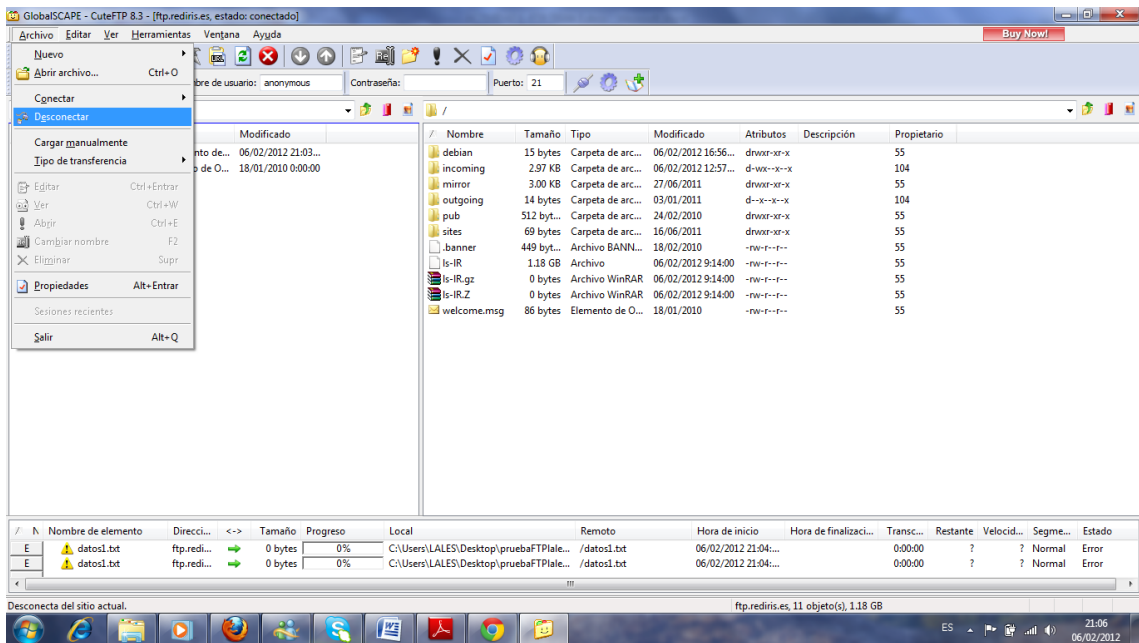 GlobalSCAPE - CuteFTP 8.3 - [ftp.rediris.es, estado: conectado]
Archivo Editar Ver Herramientas Ventana Ayuda Buy Now!
Nuevo
Abrir archivo... Ctrl+O
Conectar
Desconectar
Cargar manualmente
Tipo de transferencia
Editar Ctrl+Entrar
Ver Ctrl+W
Abrir Ctrl+E
Cambiar nombre F2
Eliminar Supr
Propiedades Alt+Entrar
Sesiones recientes
Salir Alt+Q
bre de usuario: anonymous Contraseña: Puerto: 21
/
Modificado
nto de... 06/02/2012 21:03...
de O... 18/01/2010 0:00:00
Nombre Tamaño Tipo Modificado Atributos Descripción Propietario
debian 15 bytes Carpeta de arc... 06/02/2012 16:56... drwxr-xr-x 55
incoming 2.97 KB Carpeta de arc... 06/02/2012 12:57... d-wx--x--x 104
mirror 3.00 KB Carpeta de arc... 27/06/2011 drwxr-xr-x 55
outgoing 14 bytes Carpeta de arc... 03/01/2011 d--x--x--x 104
pub 512 byt... Carpeta de arc... 24/02/2010 drwxr-xr-x 55
sites 69 bytes Carpeta de arc... 16/06/2011 drwxr-xr-x 55
.banner 449 byt... Archivo BANN... 18/02/2010 -rw-r--r-- 55
ls-lR 1.18 GB Archivo 06/02/2012 9:14:00 -rw-r--r-- 55
ls-lR.gz 0 bytes Archivo WinRAR 06/02/2012 9:14:00 -rw-r--r-- 55
ls-lR.Z 0 bytes Archivo WinRAR 06/02/2012 9:14:00 -rw-r--r-- 55
welcome.msg 86 bytes Elemento de O... 18/01/2010 -rw-r--r-- 55
N Nombre de elemento Direcci... <-> Tamaño Progreso Local Remoto Hora de inicio Hora de finalizaci... Transc... Restante Velocid... Segme... Estado
E datos1.txt ftp.redi... 0 bytes 0% C:\Users\LALES\Desktop\pruebaFTPlale... /datos1.txt 06/02/2012 21:04:... 0:00:00 ? ? Normal Error
E datos1.txt ftp.redi... 0 bytes 0% C:\Users\LALES\Desktop\pruebaFTPlale... /datos1.txt 06/02/2012 21:04:... 0:00:00 ? ? Normal Error
Desconecta del sitio actual. ftp.rediris.es, 11 objeto(s), 1.18 GB
ES 21:06
06/02/2012